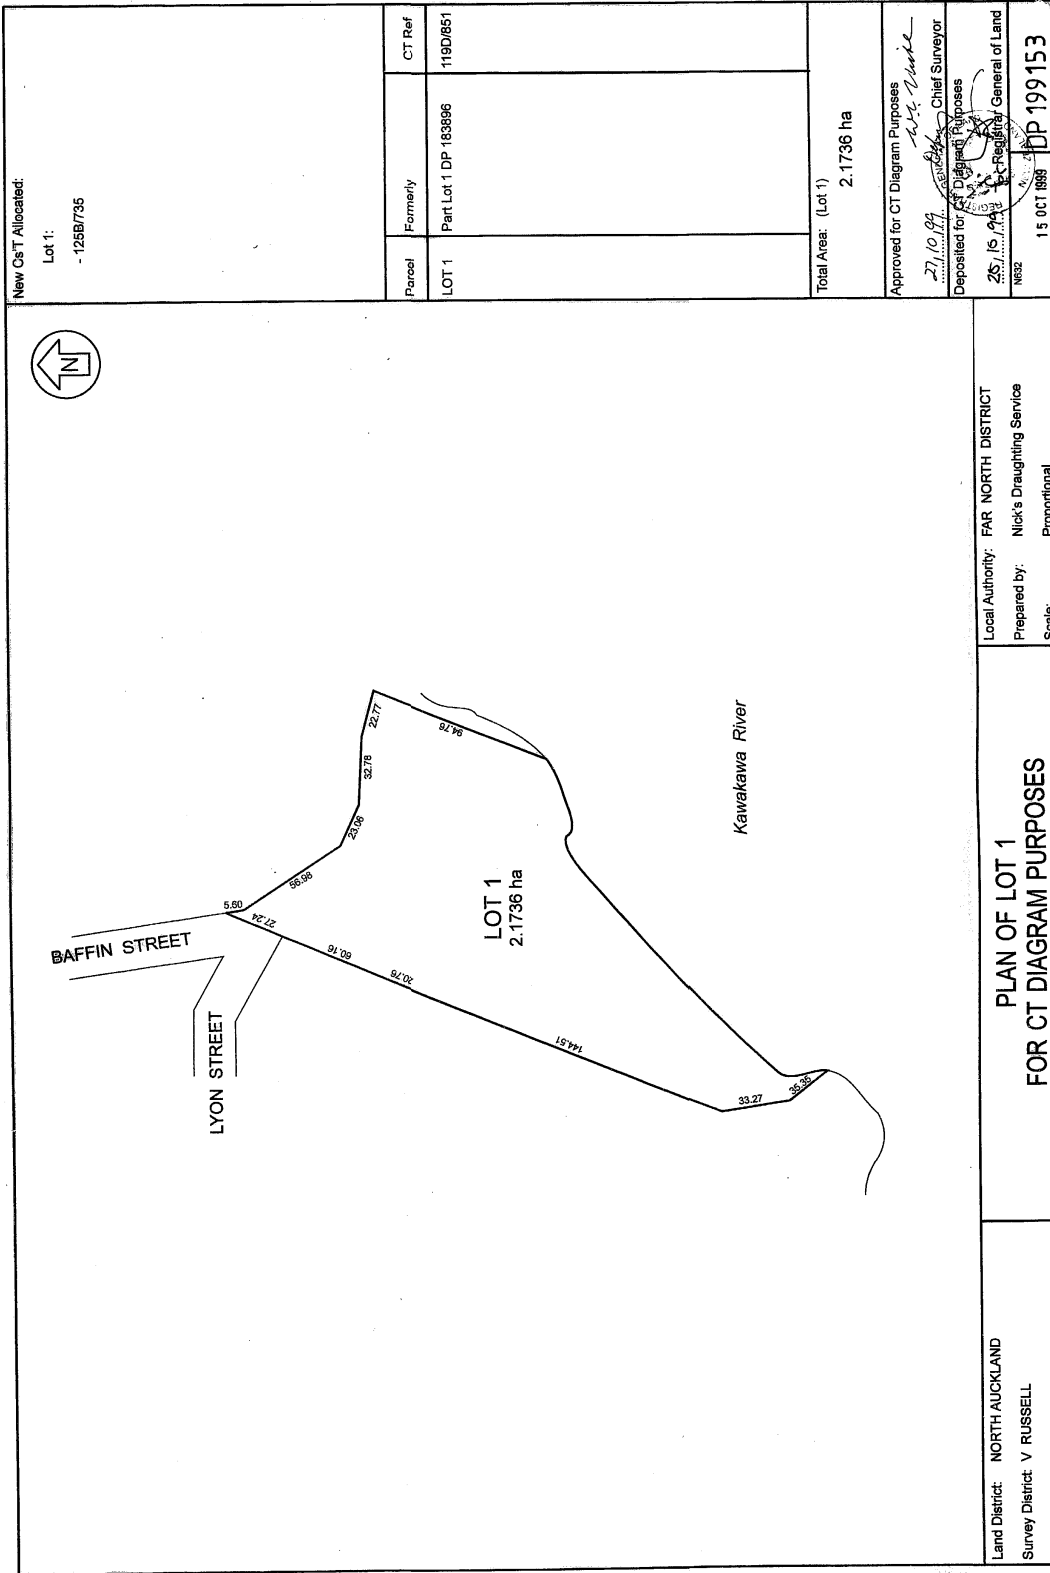 New Cs'T Allocated:
Lot 1:
- 125B/735
Parcel Formerly CT Ref
LOT 1 Part Lot 1 DP 183896 119D/851
Total Area: (Lot 1)
2.1736 ha
Approved for CT Diagram Purposes
27/10/99 Chief Surveyor
Deposited for CT Diagram Purposes
Registrar General of Land
N632
15 OCT 1999 DP 199153
N
BAFFIN STREET
LYON STREET
5.60
27.24
56.98
23.06
32.78
22.77
94.76
60.16
20.76
144.51
33.27
35.35
LOT 1
2.1736 ha
Kawakawa River
Land District: NORTH AUCKLAND
Survey District: V RUSSELL
PLAN OF LOT 1
FOR CT DIAGRAM PURPOSES
Local Authority: FAR NORTH DISTRICT
Prepared by: Nick's Draughting Service
Scale: Proportional